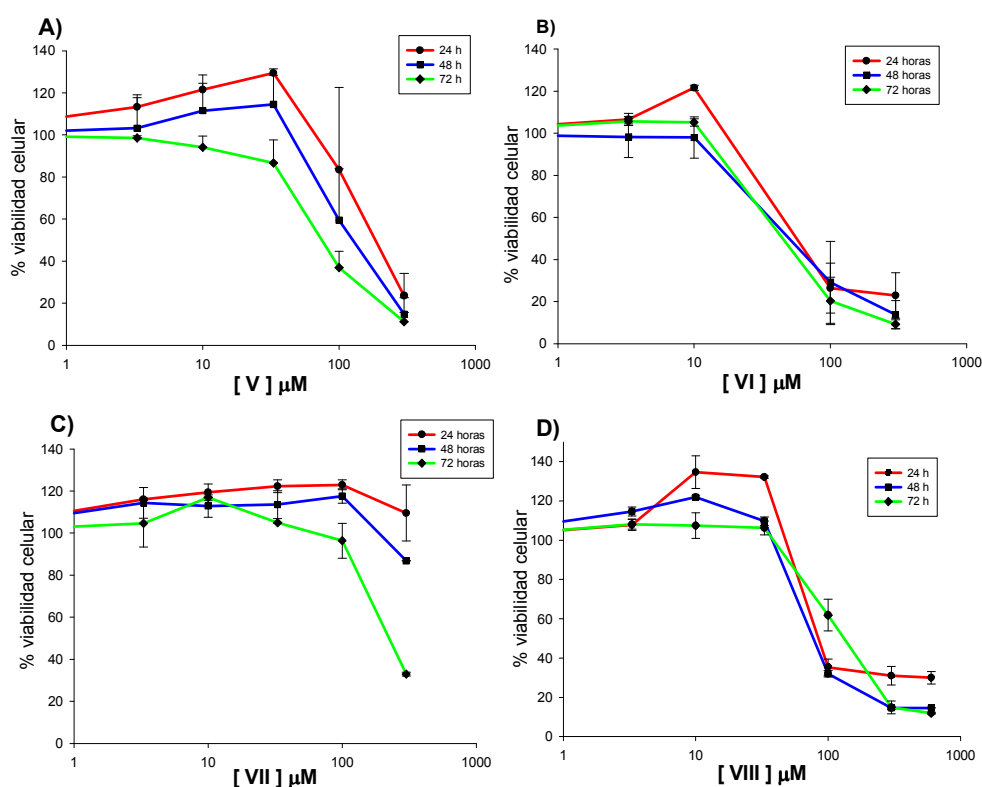 A)
24 h
48 h
72 h
140
120
100
80
60
40
20
0
% viabilidad celular
1
10
100
1000
[ V ] µM
B)
24 horas
48 horas
72 horas
140
120
100
80
60
40
20
0
% viabilidad celular
1
10
100
1000
[ VI ] µM
C)
24 horas
48 horas
72 horas
140
120
100
80
60
40
20
0
% viabilidad celular
1
10
100
1000
[ VII ] µM
D)
24 h
48 h
72 h
140
120
100
80
60
40
20
0
% viabilidad celular
1
10
100
1000
[ VIII ] µM